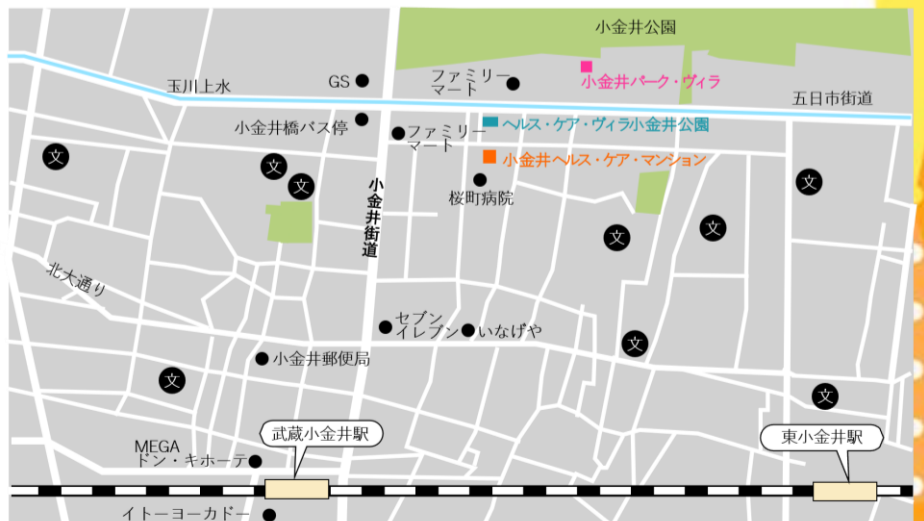 小金井公園
小金井パーク・ヴィラ
玉川上水
GS
ファミリー
マート
五日市街道
小金井橋バス停
ファミリー
マート
ヘルス・ケア・ヴィラ小金井公園
小金井ヘルス・ケア・マンション
文
文
文
文
桜町病院
小金井街道
文
文
北大通り
セブン
イレブン
いなげや
文
小金井郵便局
文
文
武蔵小金井駅
東小金井駅
MEGA
ドン・キホーテ
イトーヨーカドー